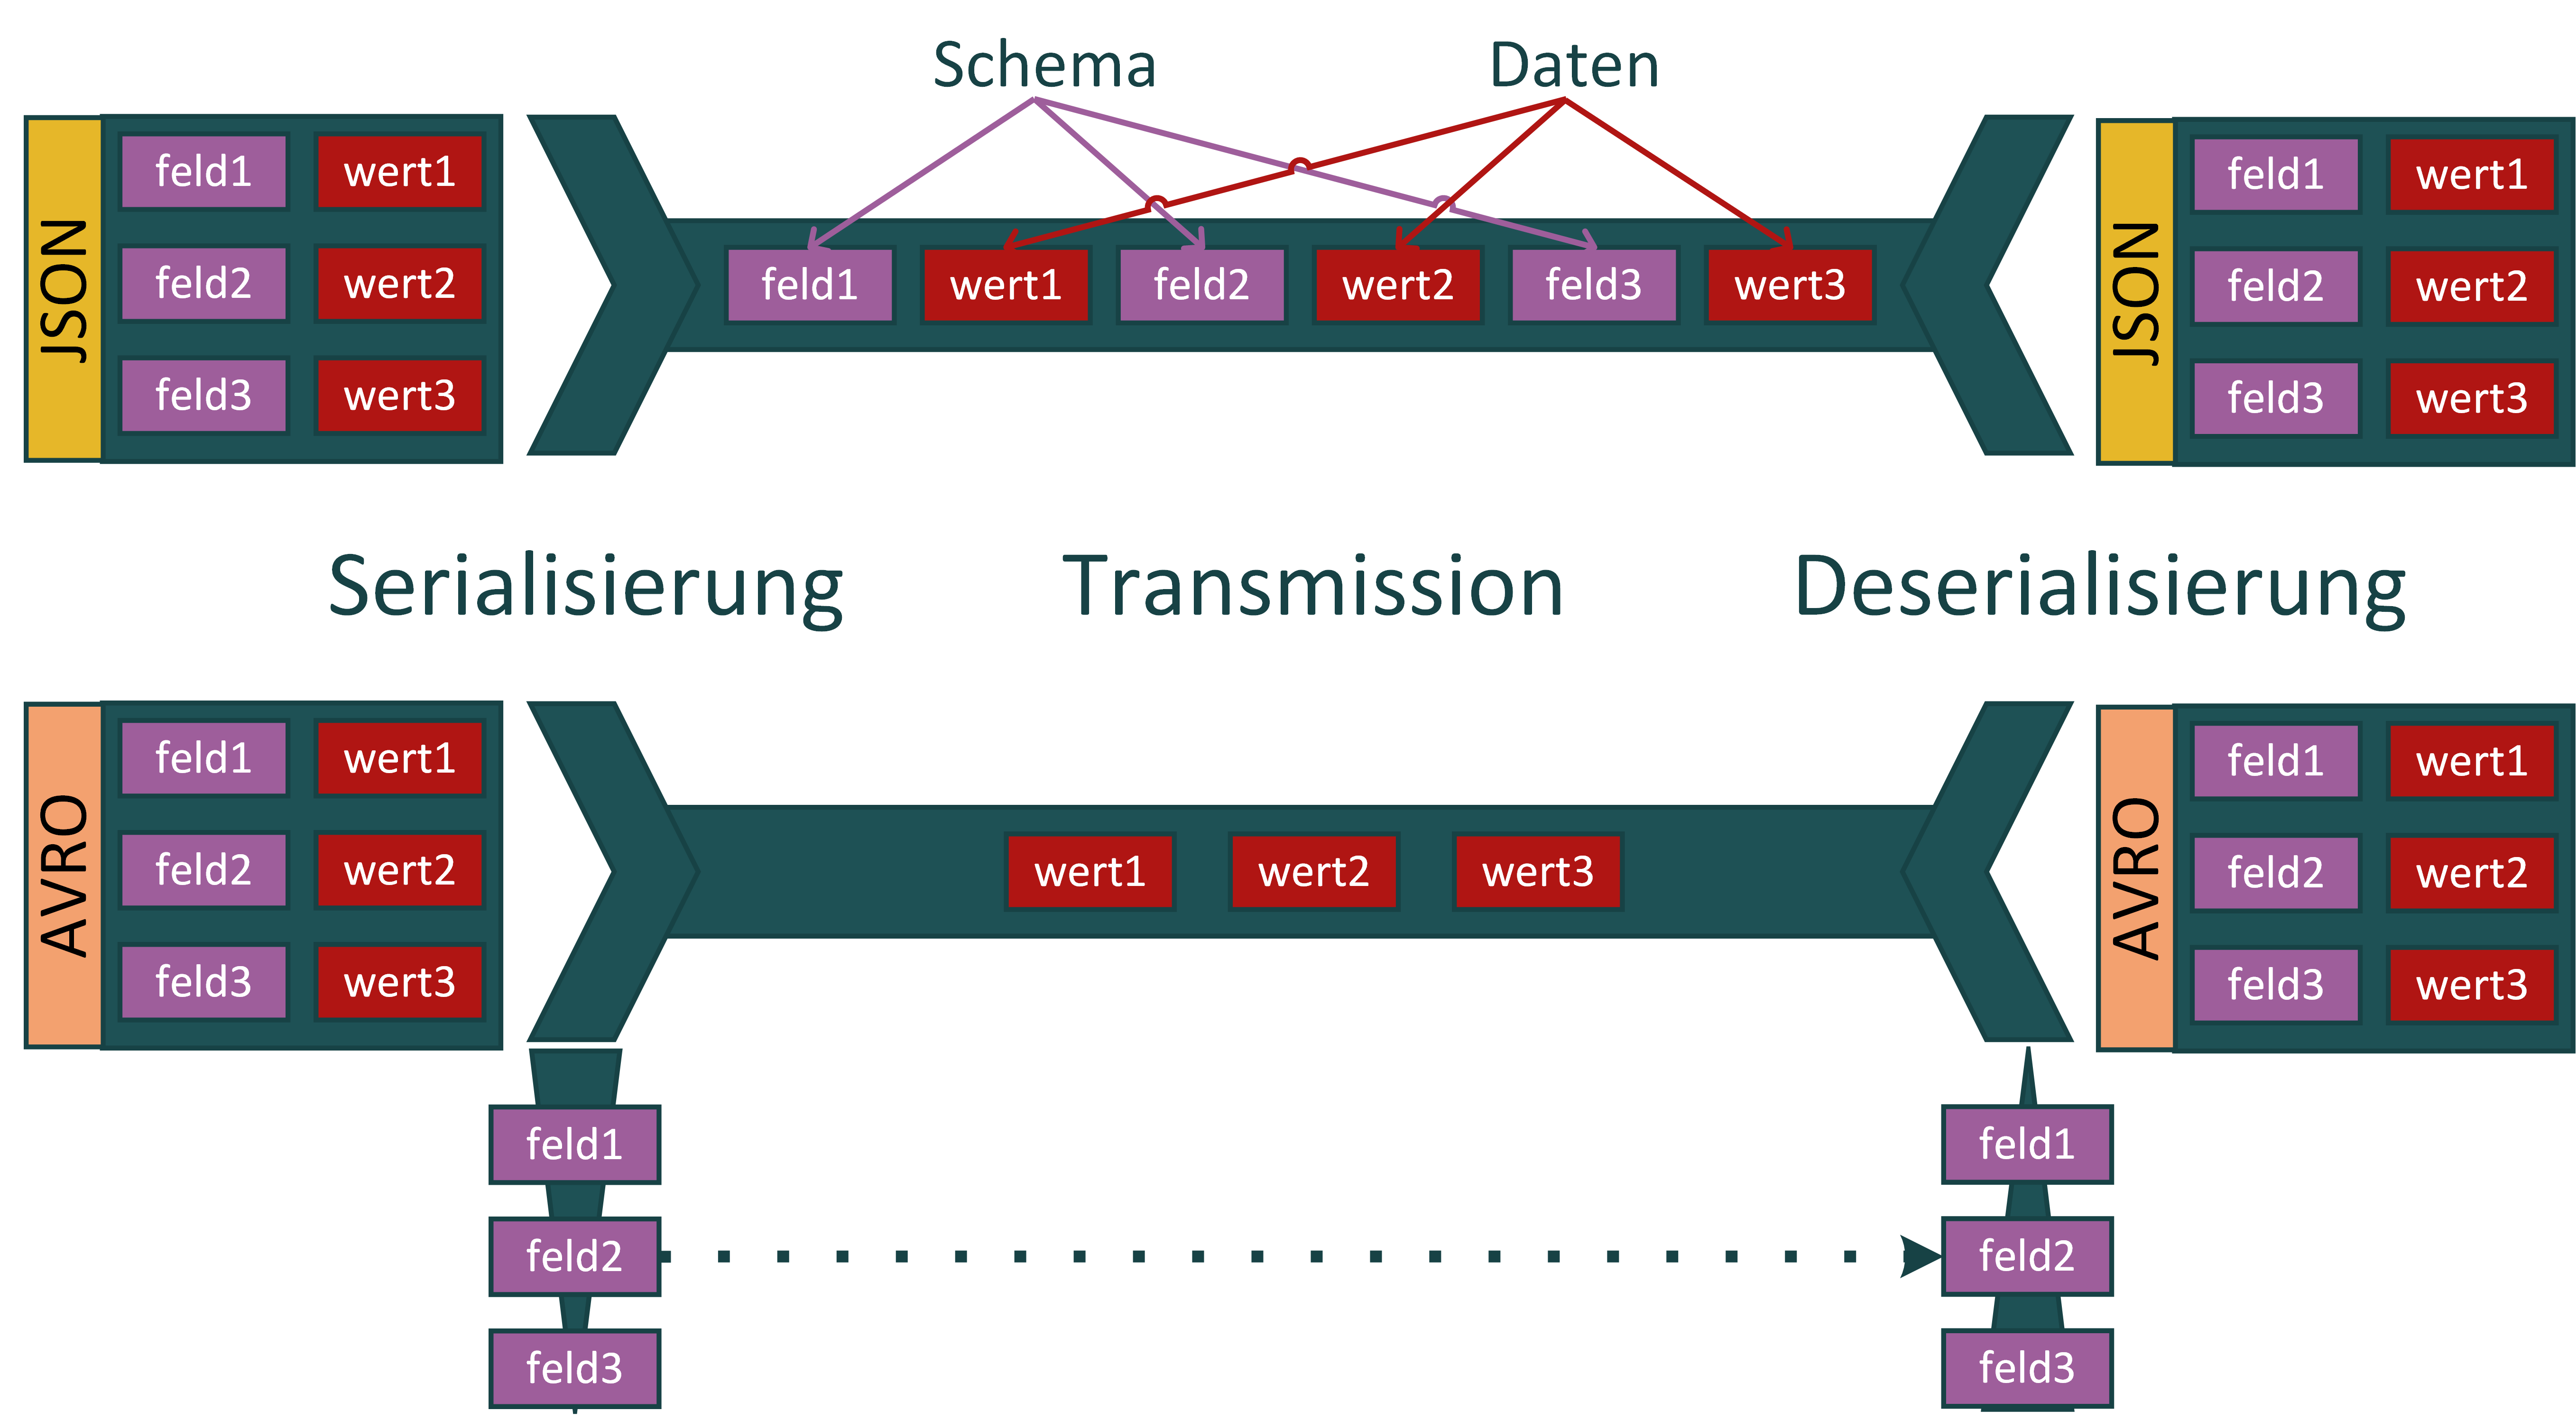 Schema
Daten
JSON
feld1 wert1
feld2 wert2
feld3 wert3
feld1 wert1 feld2 wert2 feld3 wert3
JSON
feld1 wert1
feld2 wert2
feld3 wert3
Serialisierung
Transmission
Deserialisierung
AVRO
feld1 wert1
feld2 wert2
feld3 wert3
wert1 wert2 wert3
AVRO
feld1 wert1
feld2 wert2
feld3 wert3
feld1
feld2
feld3
feld1
feld2
feld3